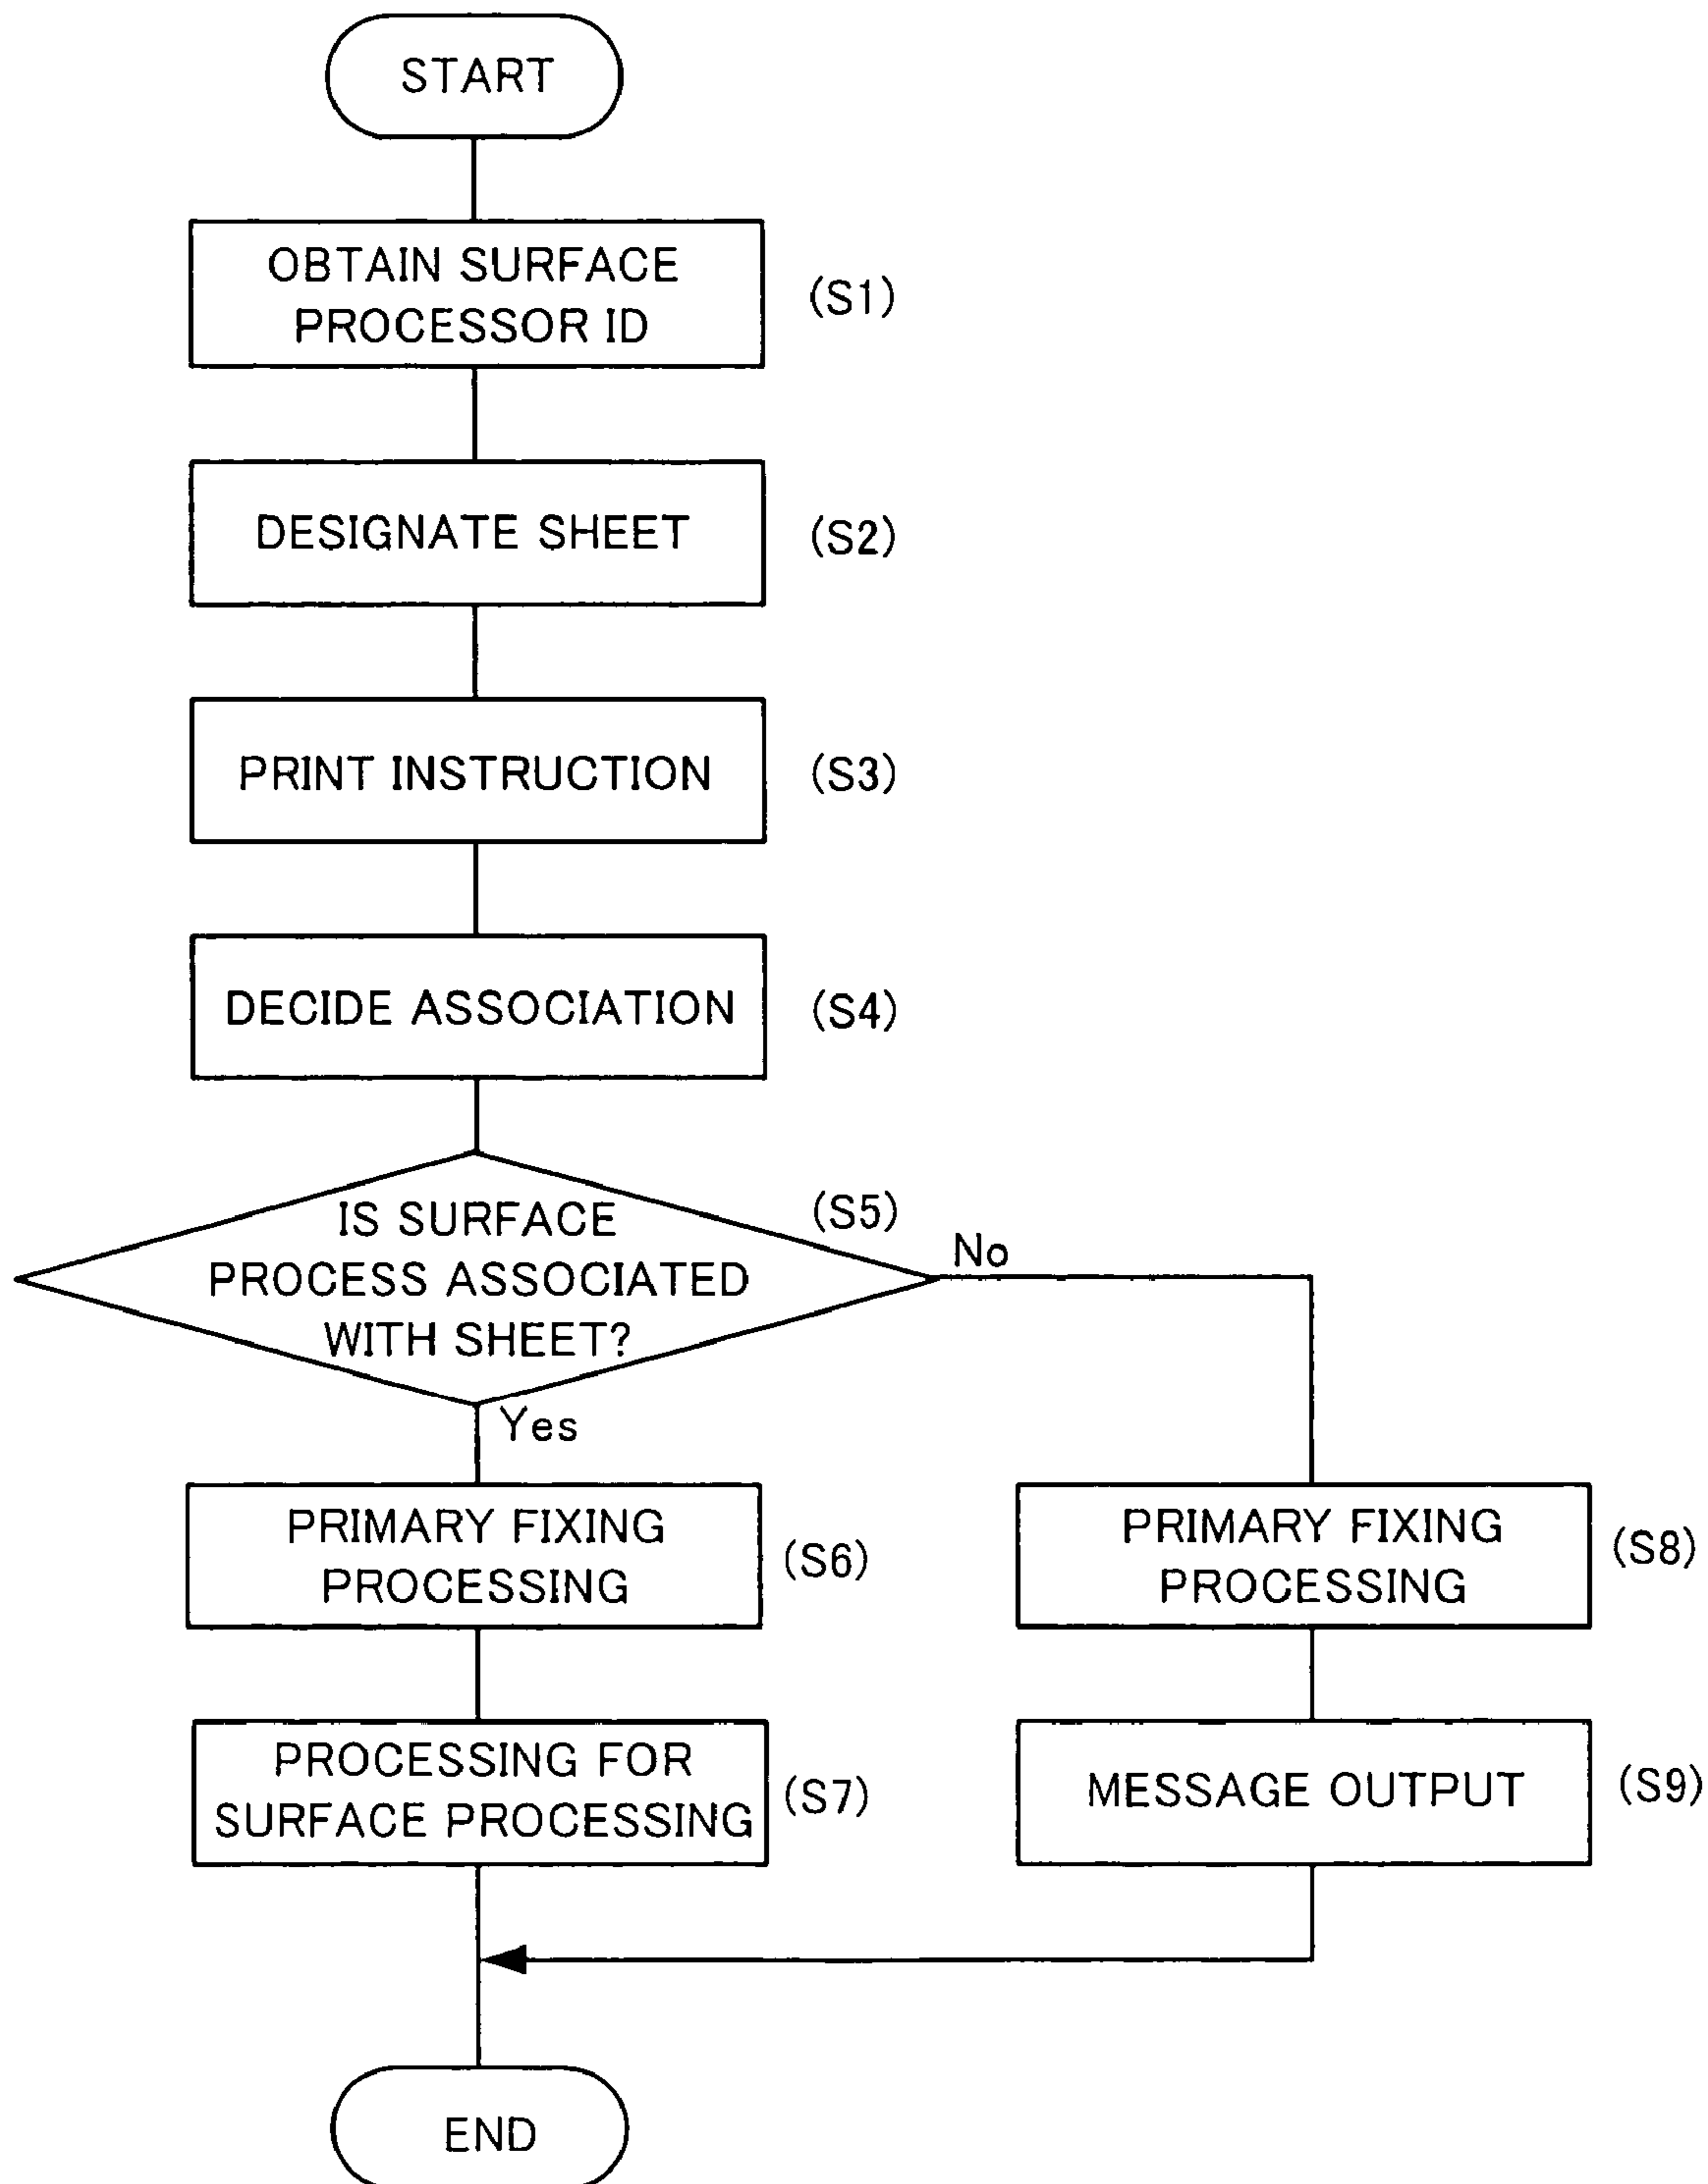 START
OBTAIN SURFACE
PROCESSOR ID
(S1)
DESIGNATE SHEET
(S2)
PRINT INSTRUCTION
(S3)
DECIDE ASSOCIATION
(S4)
IS SURFACE
PROCESS ASSOCIATED
WITH SHEET?
(S5)
No
Yes
PRIMARY FIXING
PROCESSING
(S6)
PRIMARY FIXING
PROCESSING
(S8)
PROCESSING FOR
SURFACE PROCESSING
(S7)
MESSAGE OUTPUT
(S9)
END